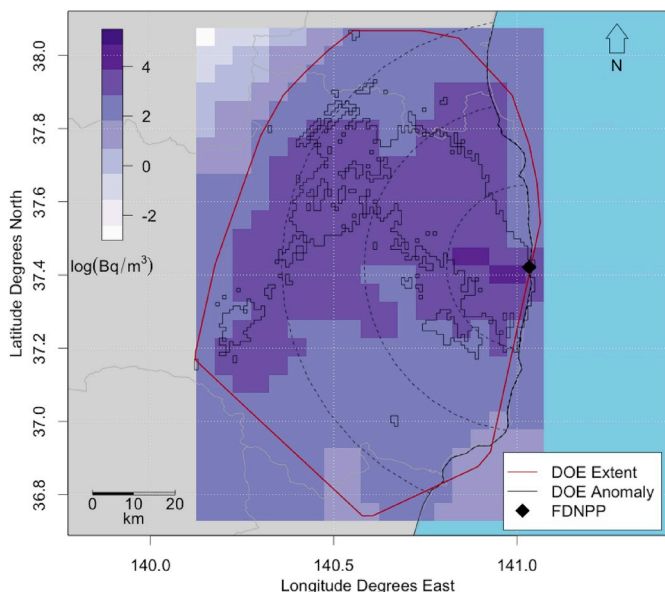 38.0
37.8
37.6
37.4
37.2
37.0
36.8
Latitude Degrees North
4
2
0
-2
log(Bq/m³)
N
0 10 20
km
DOE Extent
DOE Anomaly
FDNPP
140.0 140.5 141.0
Longitude Degrees East